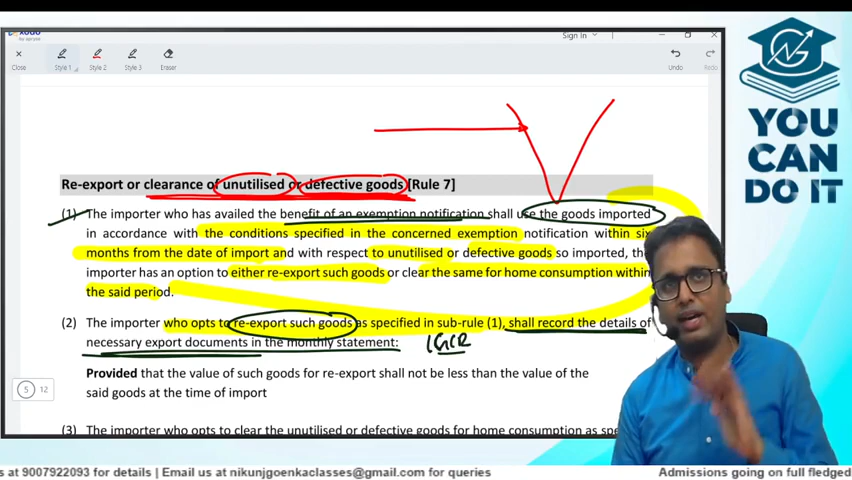 Sign In
Close
Style 1
Style 2
Style 3
Eraser
Undo
Redo
NG
YOU
CAN
DO IT
Re-export or clearance of unutilised or defective goods [Rule 7]
(1) The importer who has availed the benefit of an exemption notification shall use the goods imported
in accordance with the conditions specified in the concerned exemption notification within six
months from the date of import and with respect to unutilised or defective goods so imported, the
importer has an option to either re-export such goods or clear the same for home consumption within
the said period.
(2) The importer who opts to re-export such goods as specified in sub-rule (1), shall record the details of
necessary export documents in the monthly statement:
IGCR
Provided that the value of such goods for re-export shall not be less than the value of the
said goods at the time of import
5 12
(3) The importer who opts to clear the unutilised or defective goods for home consumption as
s at 9007922093 for details | Email us at nikunjgoenkaclasses@gmail.com for queries
Admissions going on full fledged